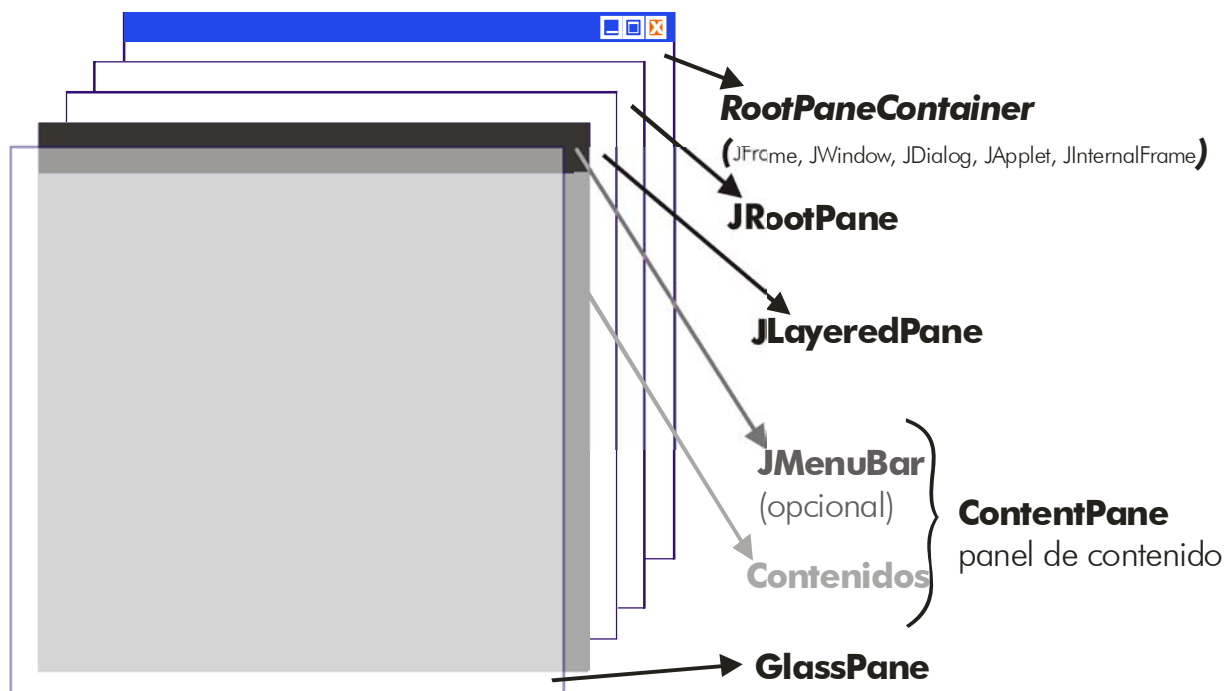 RootPaneContainer
(JFrame, JWindow, JDialog, JApplet, JInternalFrame)
JRootPane
JLayeredPane
JMenuBar
(opcional)
Contenidos
ContentPane
panel de contenido
GlassPane